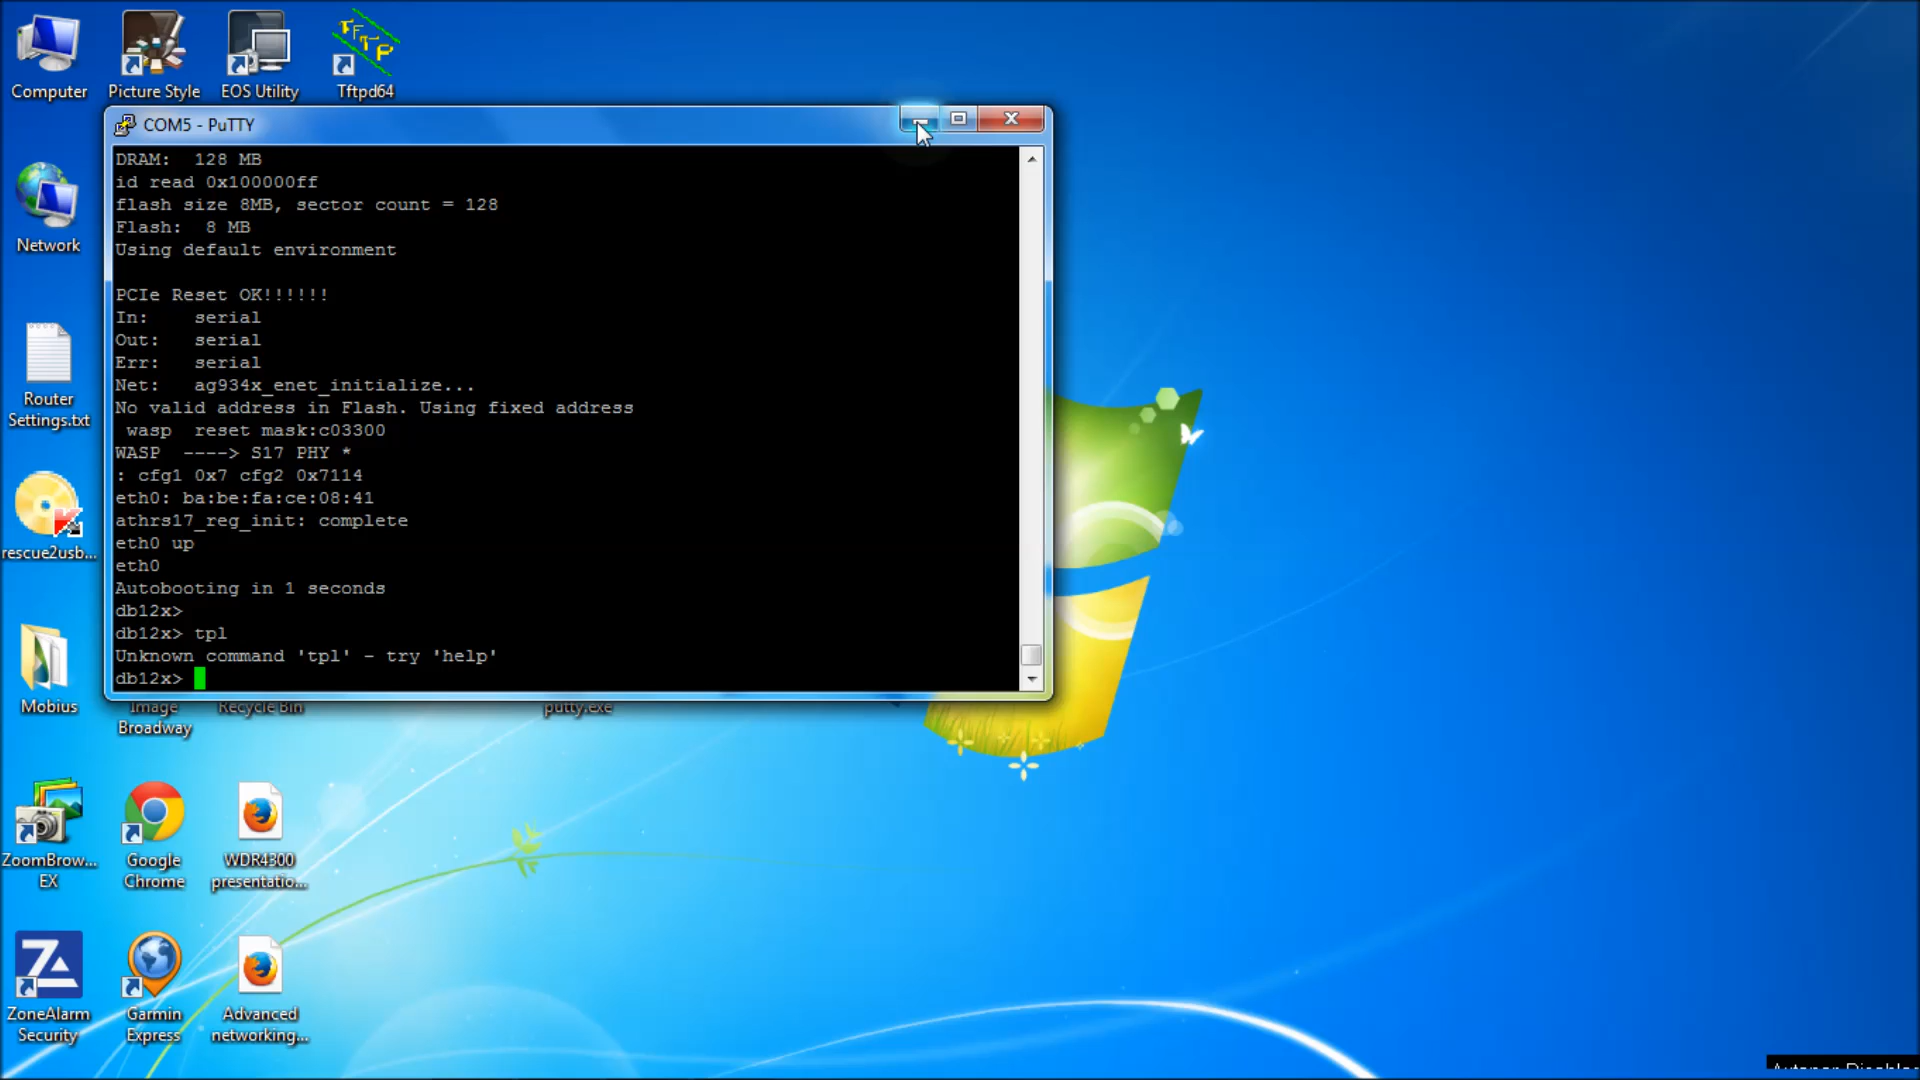 Computer
Picture Style
EOS Utility
Tftpd64
COM5 - PuTTY
DRAM:  128 MB
id read 0x100000ff
flash size 8MB, sector count = 128
Flash:  8 MB
Using default environment
PCIe Reset OK!!!!!!
In:    serial
Out:   serial
Err:   serial
Net:   ag934x_enet_initialize...
No valid address in Flash. Using fixed address
 wasp  reset mask:c03300
WASP  ----> S17 PHY *
: cfg1 0x7 cfg2 0x7114
eth0: ba:be:fa:ce:08:41
athrs17_reg_init: complete
eth0 up
eth0
Autobooting in 1 seconds
db12x>
db12x> tpl
Unknown command 'tpl' - try 'help'
db12x>
Network
Router
Settings.txt
rescue2usb...
Mobius
Image
Broadway
Recycle Bin
putty.exe
ZoomBrow...
EX
Google
Chrome
WDR4300
presentatio...
ZoneAlarm
Security
Garmin
Express
Advanced
networking...